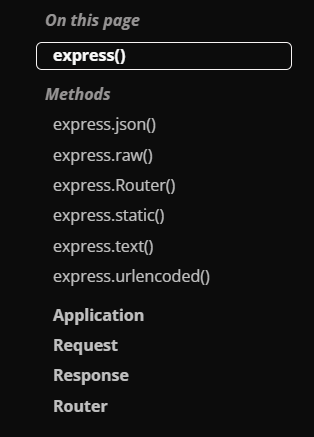 On this page
express()
Methods
express.json()
express.raw()
express.Router()
express.static()
express.text()
express.urlencoded()
Application
Request
Response
Router